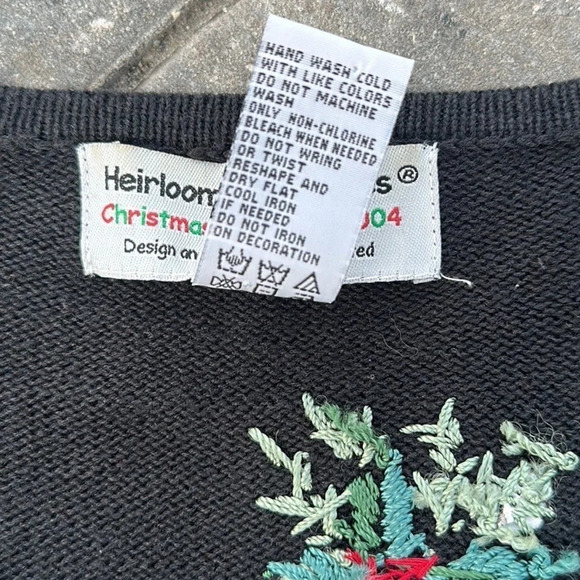 HAND WASH COLD
WITH LIKE COLORS
DO NOT MACHINE
WASH
ONLY NON-CHLORINE
BLEACH WHEN NEEDED
DO NOT WRING
OR TWIST
RESHAPE AND
DRY FLAT
COOL IRON
IF NEEDED
DO NOT IRON
ON DECORATION
Heirloom s®
Christmas 004
Design an ed